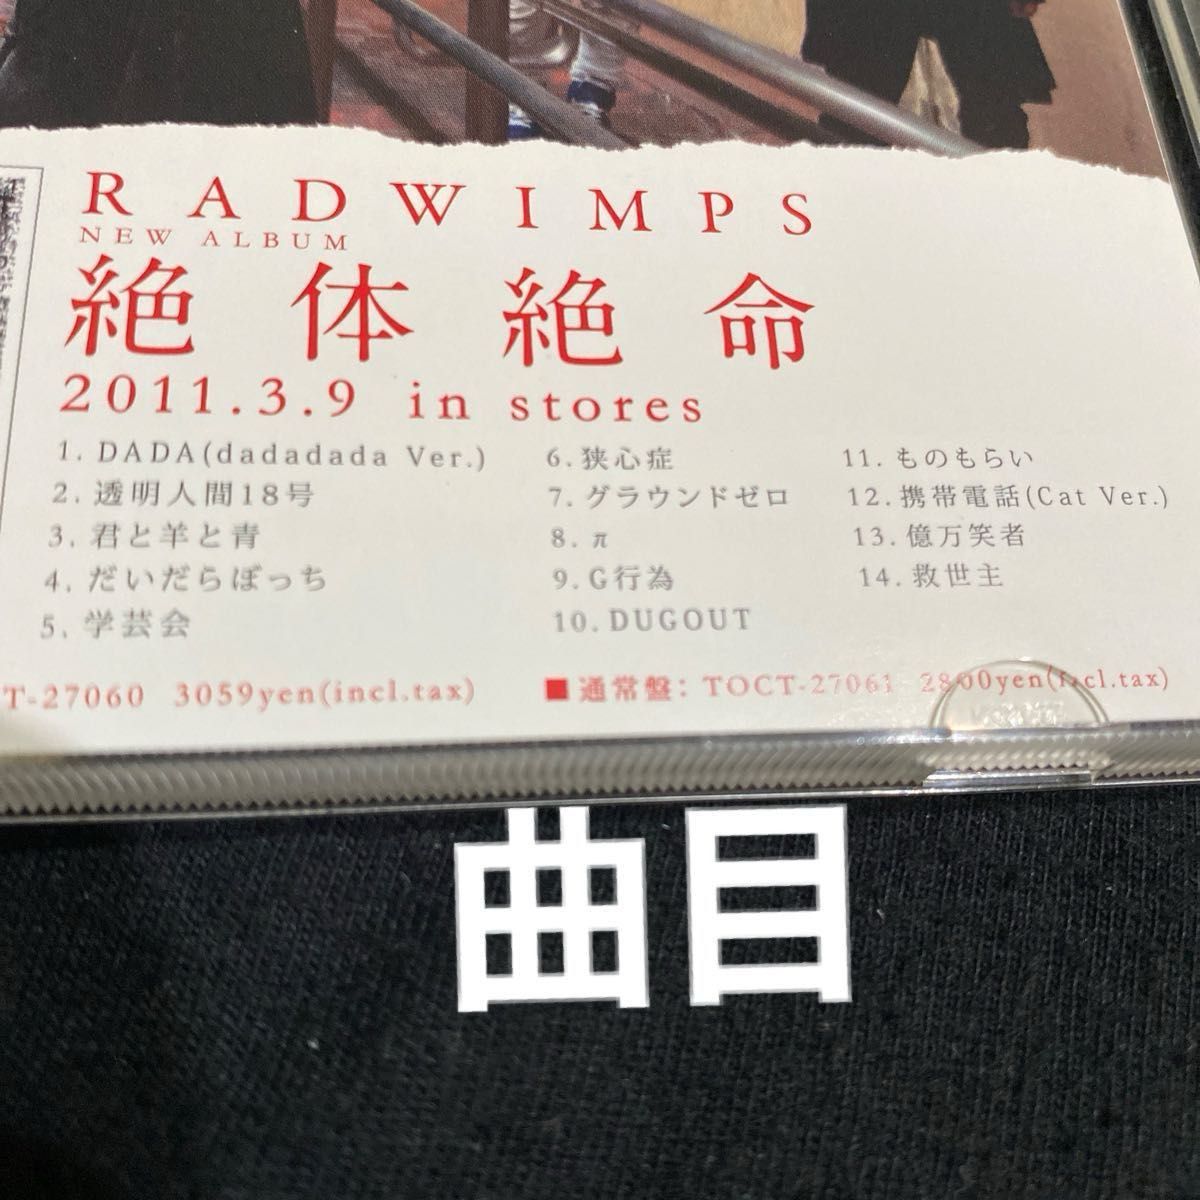 RADWIMPS
NEW ALBUM
絶体絶命
2011.3.9 in stores
1. DADA(dadadada Ver.)
2. 透明人間18号
3. 君と羊と青
4. だいだらぼっち
5. 学芸会
6. 狭心症
7. グラウンドゼロ
8. π
9. G行為
10. DUGOUT
11. ものもらい
12. 携帯電話(Cat Ver.)
13. 億万笑者
14. 救世主
T-27060 3059yen(incl.tax)
■通常盤: TOCT-27061 2800yen(incl.tax)
曲目